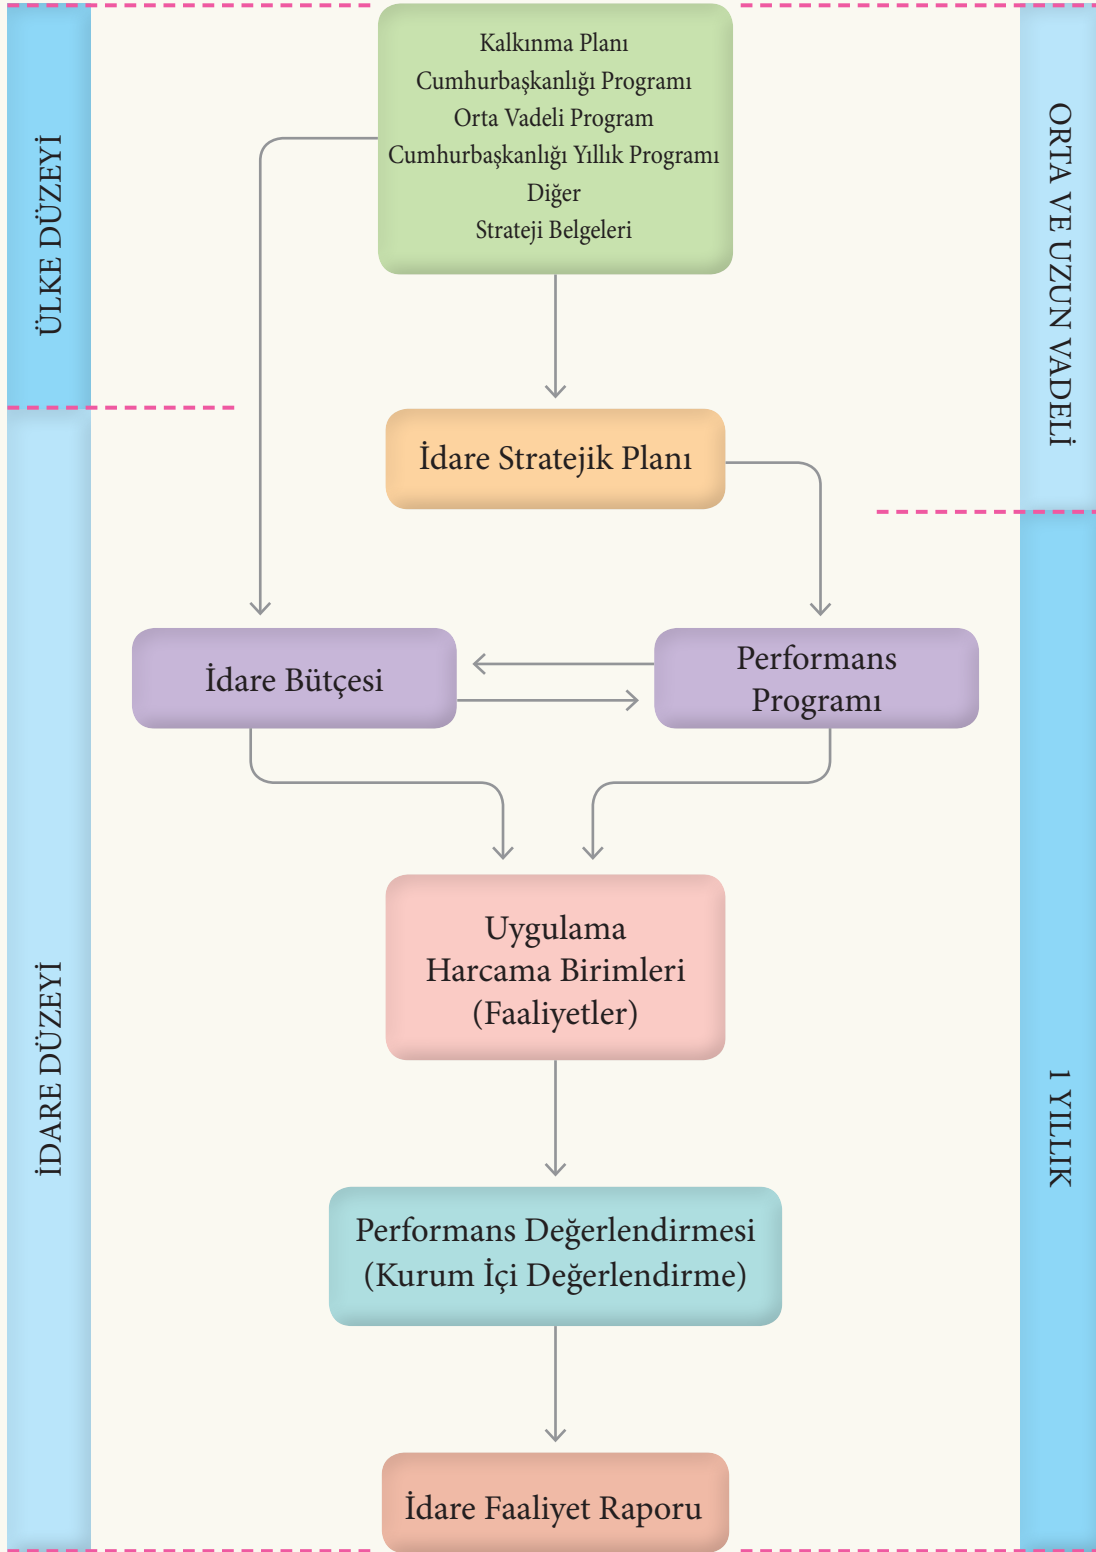 Kalkınma Planı
Cumhurbaşkanlığı Programı
Orta Vadeli Program
Cumhurbaşkanlığı Yıllık Programı
Diğer
Strateji Belgeleri
ÜLKE DÜZEYİ
ORTA VE UZUN VADELİ
İdare Stratejik Planı
İdare Bütçesi
Performans
Programı
Uygulama
Harcama Birimleri
(Faaliyetler)
İDARE DÜZEYİ
1 YILLIK
Performans Değerlendirmesi
(Kurum İçi Değerlendirme)
İdare Faaliyet Raporu